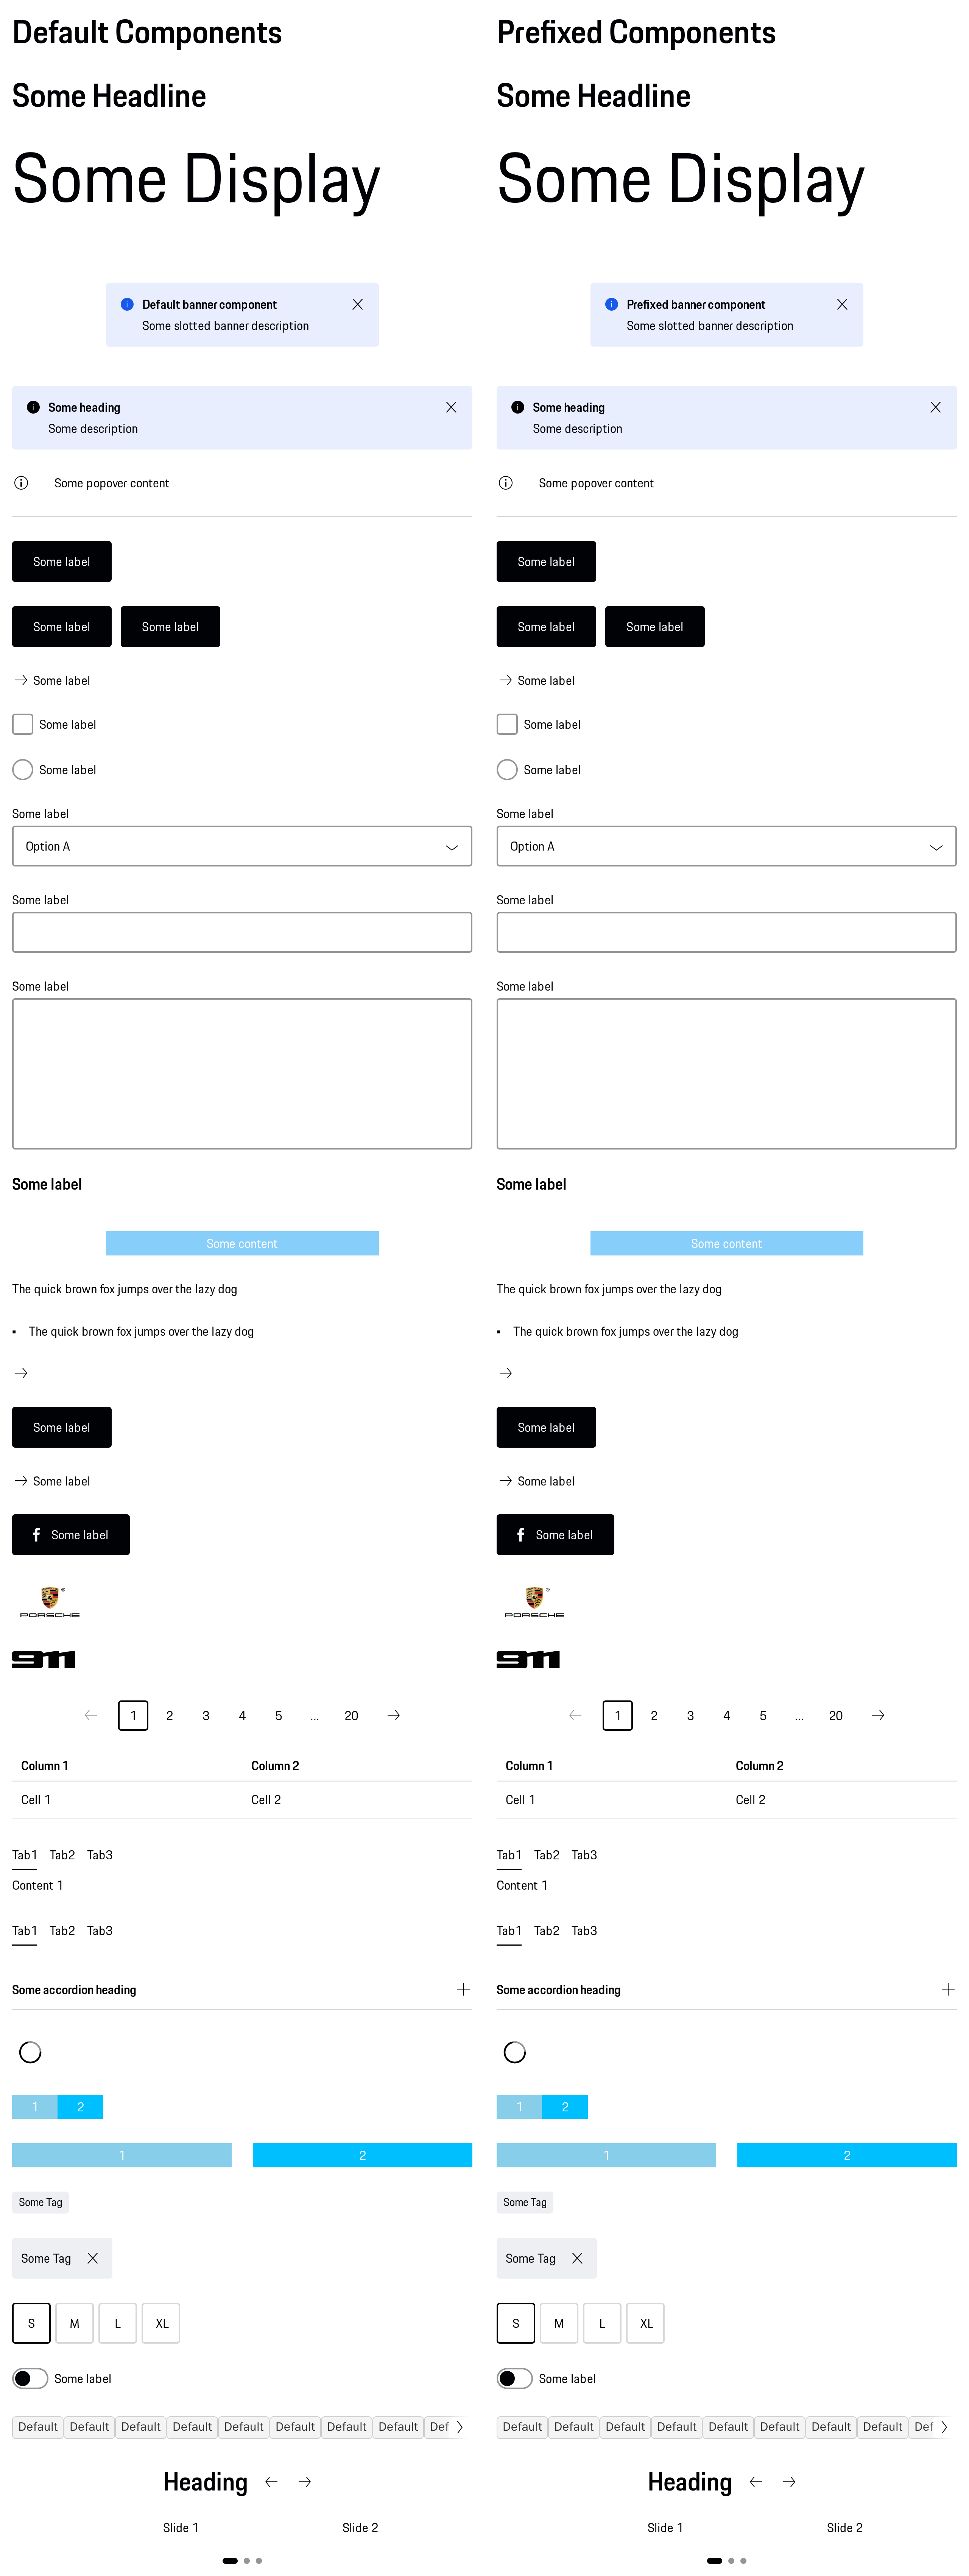 Default Components
Some Headline
Some Display
Default banner component
Some slotted banner description
Some heading
Some description
Some popover content
Some label
Some label Some label
Some label
Some label
Some label
Some label
Option A
Some label
Some label
Some label
Some content
The quick brown fox jumps over the lazy dog
▪ The quick brown fox jumps over the lazy dog
Some label
Some label
Some label
PORSCHE
911
1 2 3 4 5 ... 20
Column 1 Column 2
Cell 1 Cell 2
Tab1 Tab2 Tab3
Content 1
Tab1 Tab2 Tab3
Some accordion heading
1 2
1 2
Some Tag
Some Tag
S M L XL
Some label
Default Default Default Default Default Default Default Default Def
Heading
Slide 1 Slide 2
Prefixed Components
Some Headline
Some Display
Prefixed banner component
Some slotted banner description
Some heading
Some description
Some popover content
Some label
Some label Some label
Some label
Some label
Some label
Some label
Option A
Some label
Some label
Some label
Some content
The quick brown fox jumps over the lazy dog
▪ The quick brown fox jumps over the lazy dog
Some label
Some label
Some label
PORSCHE
911
1 2 3 4 5 ... 20
Column 1 Column 2
Cell 1 Cell 2
Tab1 Tab2 Tab3
Content 1
Tab1 Tab2 Tab3
Some accordion heading
1 2
1 2
Some Tag
Some Tag
S M L XL
Some label
Default Default Default Default Default Default Default Default Def
Heading
Slide 1 Slide 2